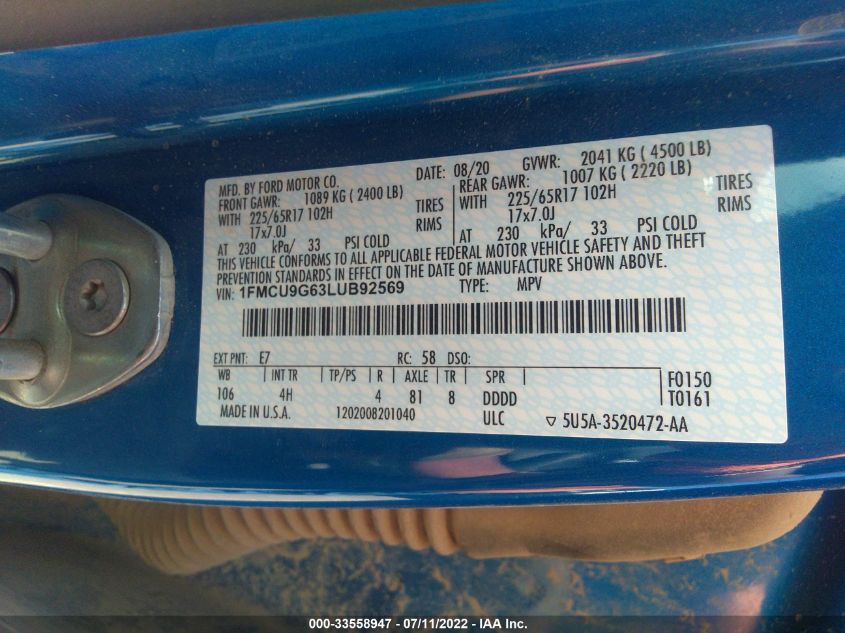 MFD. BY FORD MOTOR CO. DATE: 08/20 GVWR: 2041 KG ( 4500 LB)
FRONT GAWR: 1089 KG ( 2400 LB) REAR GAWR: 1007 KG ( 2220 LB)
WITH 225/65R17 102H TIRES WITH 225/65R17 102H TIRES
17x7.0J RIMS 17x7.0J RIMS
AT 230 kPa/ 33 PSI COLD AT 230 kPa/ 33 PSI COLD
THIS VEHICLE CONFORMS TO ALL APPLICABLE FEDERAL MOTOR VEHICLE SAFETY AND THEFT
PREVENTION STANDARDS IN EFFECT ON THE DATE OF MANUFACTURE SHOWN ABOVE.
VIN: 1FMCU9G63LUB92569 TYPE: MPV
EXT PNT: E7 RC: 58 DSO:
WB INT TR TP/PS R AXLE TR SPR F0150
106 4H 4 81 8 DDDD T0161
MADE IN U.S.A. 1202008201040 ULC ▽ 5U5A-3520472-AA
000-33558947 - 07/11/2022 - IAA Inc.